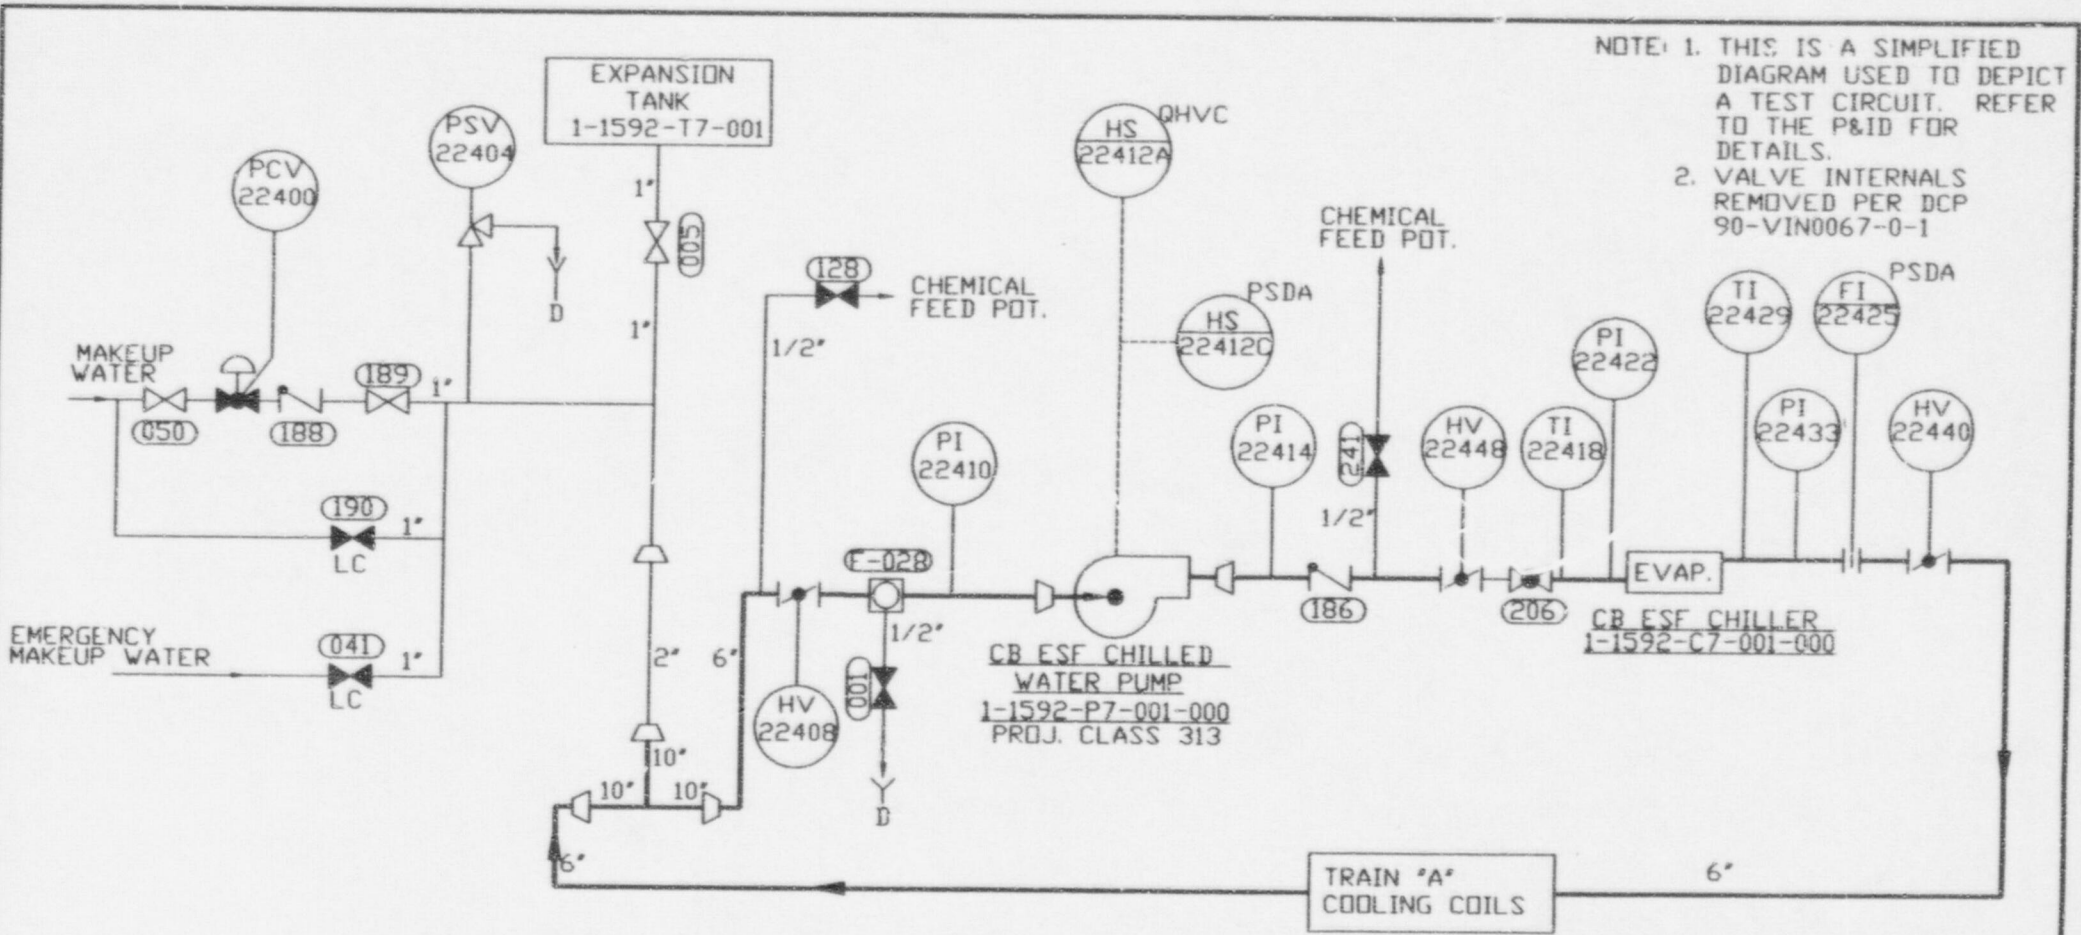 NOTE: 1. THIS IS A SIMPLIFIED
DIAGRAM USED TO DEPICT
A TEST CIRCUIT. REFER
TO THE P&ID FOR
DETAILS.
2. VALVE INTERNALS
REMOVED PER DCP
90-VIN0067-0-1
EXPANSION
TANK
1-1592-T7-001
PSV
22404
PCV
22400
HS
22412A
QHVC
1"
005
D
1"
128
CHEMICAL
FEED POT.
1/2"
HS
22412C
PSDA
CHEMICAL
FEED POT.
TI
22429
FI
22425
PSDA
PI
22422
MAKEUP
WATER
050
188
189
1"
PI
22410
PI
22414
241
1/2"
HV
22448
TI
22418
PI
22433
HV
22440
190
1"
LC
EMERGENCY
MAKEUP WATER
041
1"
LC
2"
6"
F-028
1/2"
001
D
HV
22408
186
206
EVAP.
CB ESF CHILLER
1-1592-C7-001-000
CB ESF CHILLED
WATER PUMP
1-1592-P7-001-000
PROJ. CLASS 313
10"
10"
10"
6"
TRAIN "A"
COOLING COILS
6"